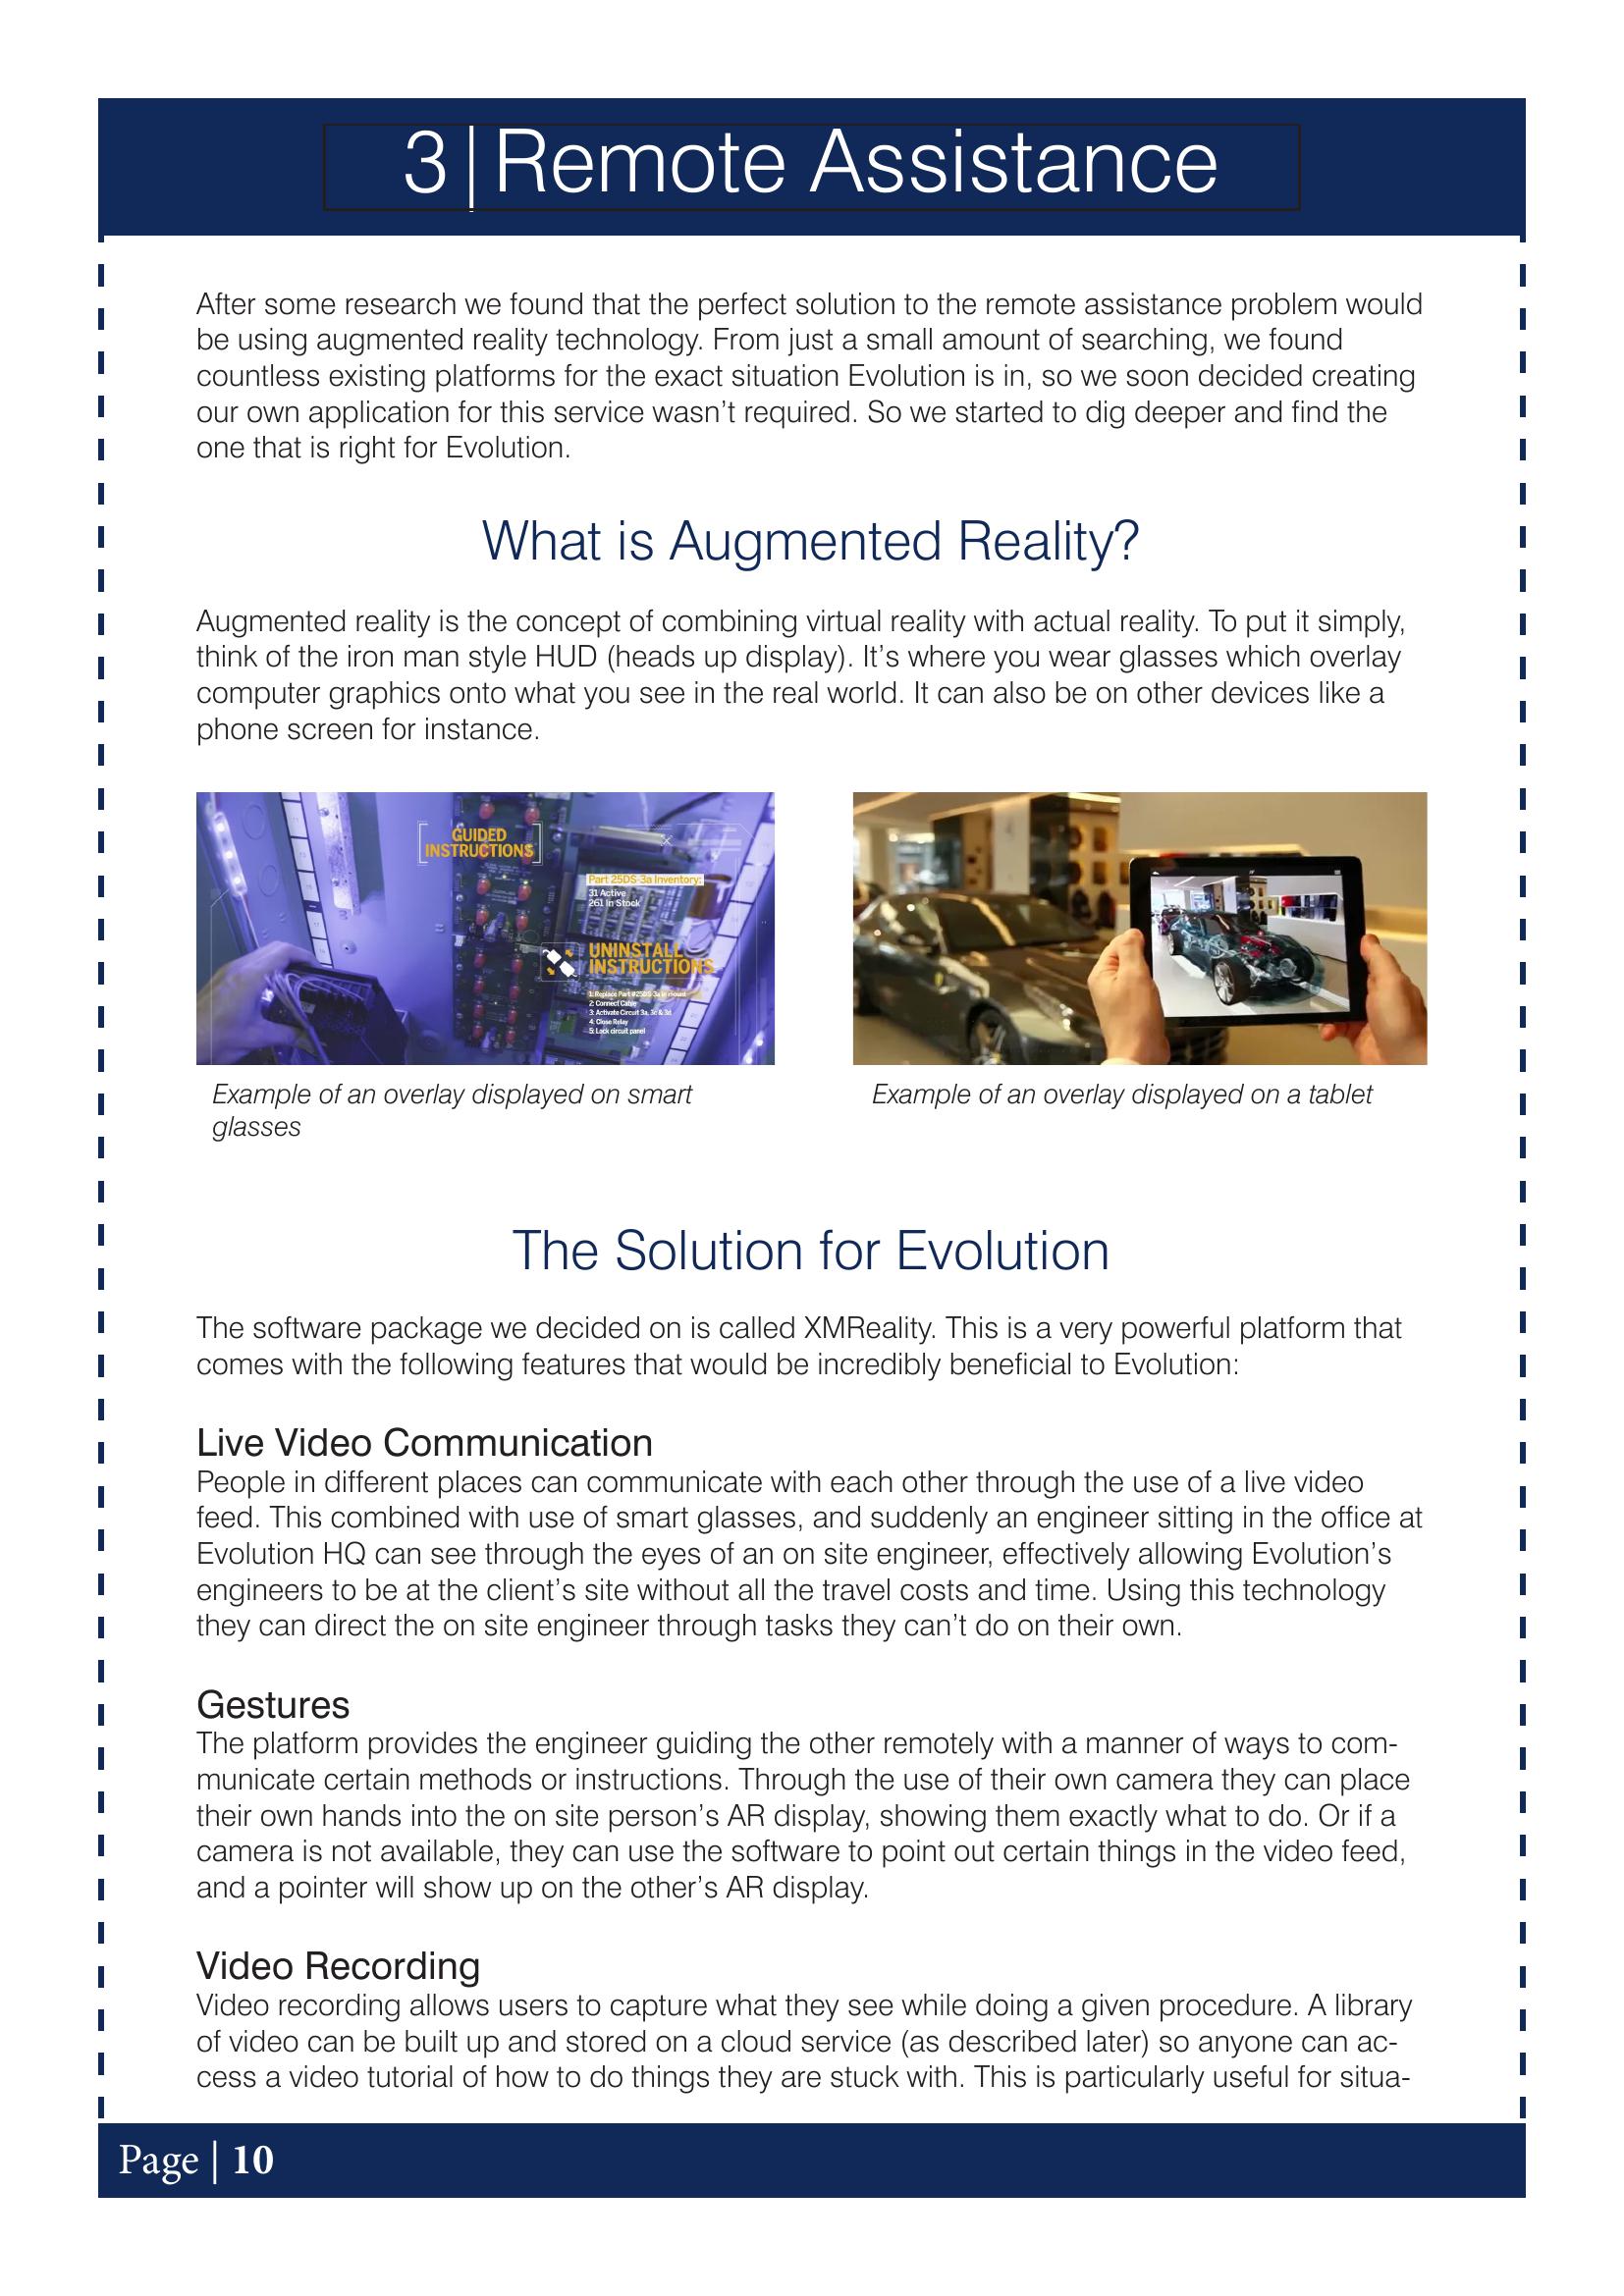 3 | Remote Assistance
After some research we found that the perfect solution to the remote assistance problem would
be using augmented reality technology. From just a small amount of searching, we found
countless existing platforms for the exact situation Evolution is in, so we soon decided creating
our own application for this service wasn't required. So we started to dig deeper and find the
one that is right for Evolution.
What is Augmented Reality?
Augmented reality is the concept of combining virtual reality with actual reality. To put it simply,
think of the iron man style HUD (heads up display). It's where you wear glasses which overlay
computer graphics onto what you see in the real world. It can also be on other devices like a
phone screen for instance.
GUIDED
INSTRUCTIONS
Part 25DS-3a Inventory:
31 Active
261 In Stock
UNINSTALL
INSTRUCTIONS
1: Replace Part #25DS-3a in mount
2: Connect Cable
3: Activate Circuit 3a, 3c & 3d
4: Close Relay
5: Lock circuit panel
Example of an overlay displayed on smart
glasses
Example of an overlay displayed on a tablet
The Solution for Evolution
The software package we decided on is called XMReality. This is a very powerful platform that
comes with the following features that would be incredibly beneficial to Evolution:
Live Video Communication
People in different places can communicate with each other through the use of a live video
feed. This combined with use of smart glasses, and suddenly an engineer sitting in the office at
Evolution HQ can see through the eyes of an on site engineer, effectively allowing Evolution's
engineers to be at the client's site without all the travel costs and time. Using this technology
they can direct the on site engineer through tasks they can't do on their own.
Gestures
The platform provides the engineer guiding the other remotely with a manner of ways to com-
municate certain methods or instructions. Through the use of their own camera they can place
their own hands into the on site person's AR display, showing them exactly what to do. Or if a
camera is not available, they can use the software to point out certain things in the video feed,
and a pointer will show up on the other's AR display.
Video Recording
Video recording allows users to capture what they see while doing a given procedure. A library
of video can be built up and stored on a cloud service (as described later) so anyone can ac-
cess a video tutorial of how to do things they are stuck with. This is particularly useful for situa-
Page | 10